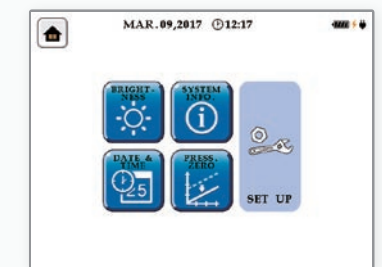 MAR.09,2017 12:17
BRIGHT-
NESS
SYSTEM
INFO.
DATE &
TIME
25
PRESS.
ZERO
SET UP